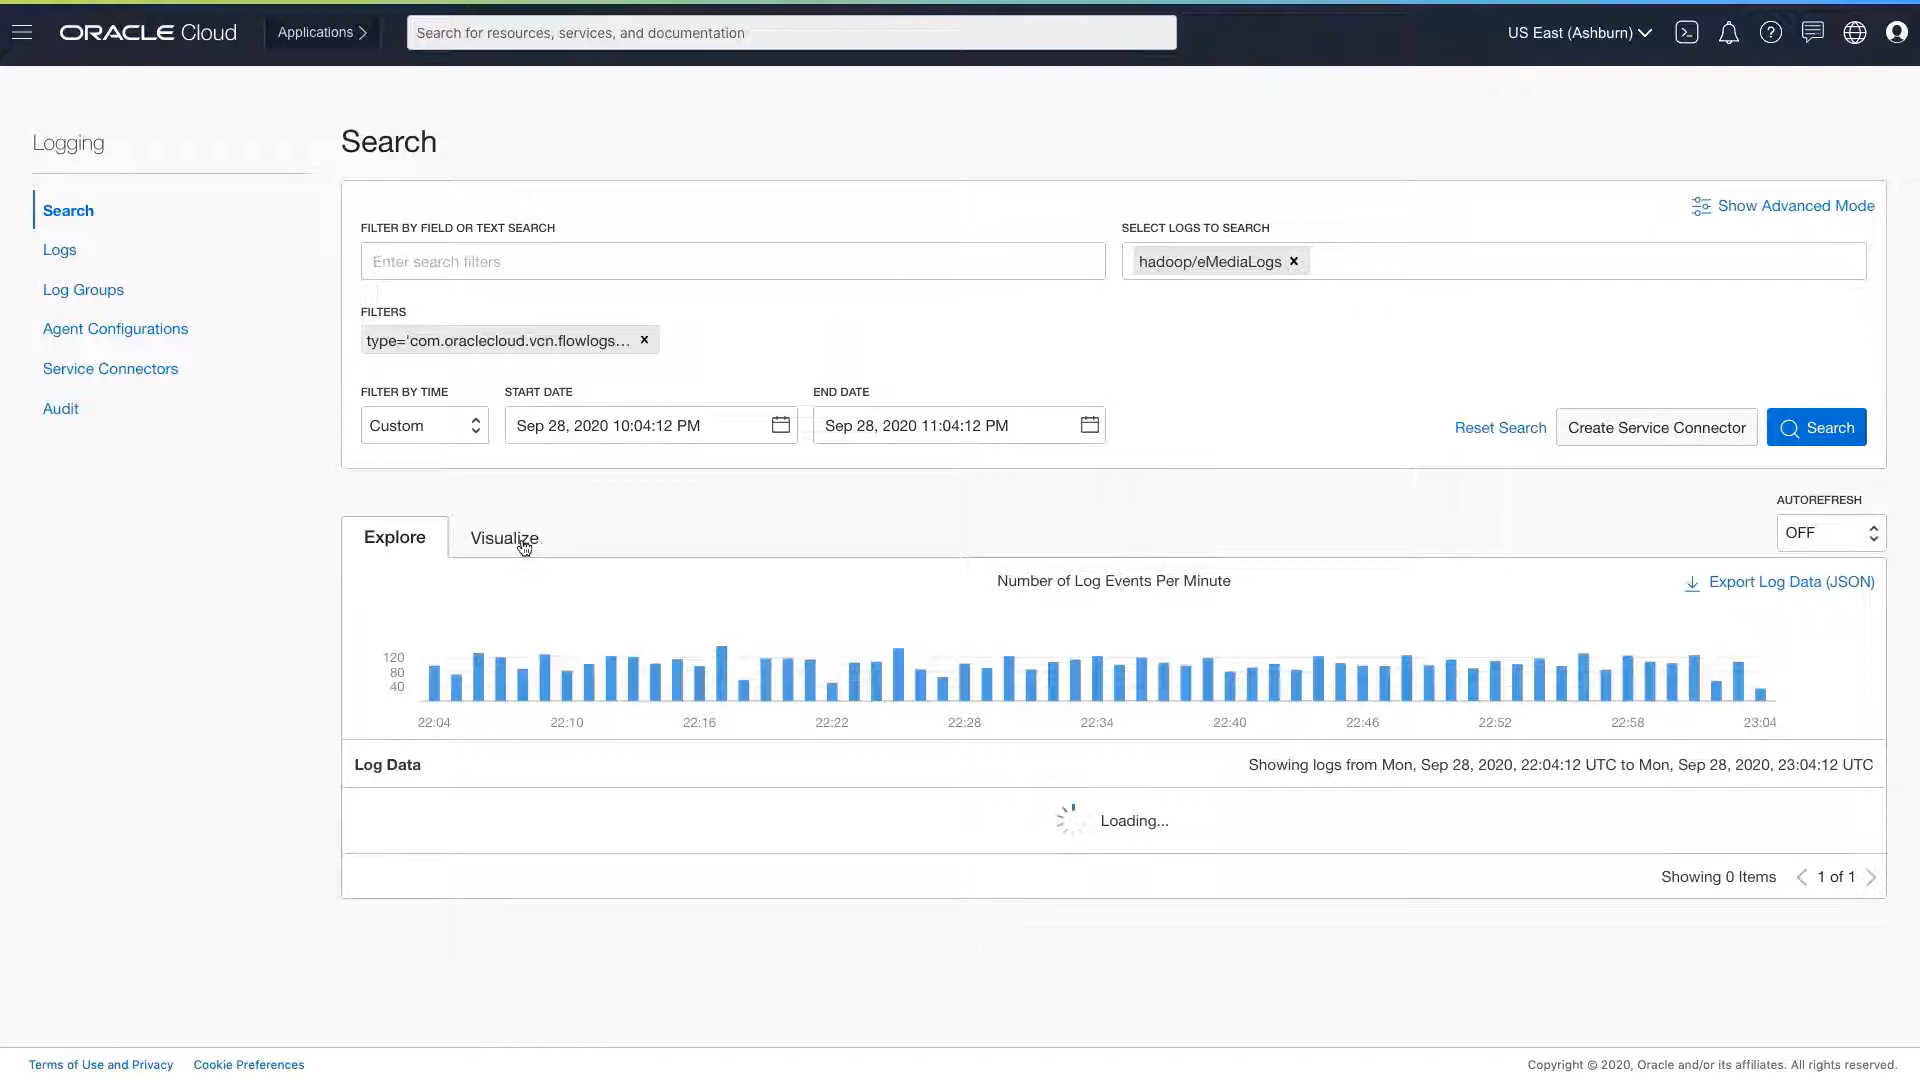 ORACLE Cloud
Applications
Search for resources, services, and documentation
US East (Ashburn)
Logging
Search
Logs
Log Groups
Agent Configurations
Service Connectors
Audit
Search
Show Advanced Mode
FILTER BY FIELD OR TEXT SEARCH
SELECT LOGS TO SEARCH
Enter search filters
hadoop/eMediaLogs ×
FILTERS
type='com.oraclecloud.vcn.flowlogs... ×
FILTER BY TIME
START DATE
END DATE
Custom
Sep 28, 2020 10:04:12 PM
Sep 28, 2020 11:04:12 PM
Reset Search
Create Service Connector
Search
AUTOREFRESH
OFF
Explore
Visualize
Number of Log Events Per Minute
Export Log Data (JSON)
120
80
40
22:04 22:10 22:16 22:22 22:28 22:34 22:40 22:46 22:52 22:58 23:04
Log Data
Showing logs from Mon, Sep 28, 2020, 22:04:12 UTC to Mon, Sep 28, 2020, 23:04:12 UTC
Loading...
Showing 0 Items
1 of 1
Terms of Use and Privacy
Cookie Preferences
Copyright © 2020, Oracle and/or its affiliates. All rights reserved.